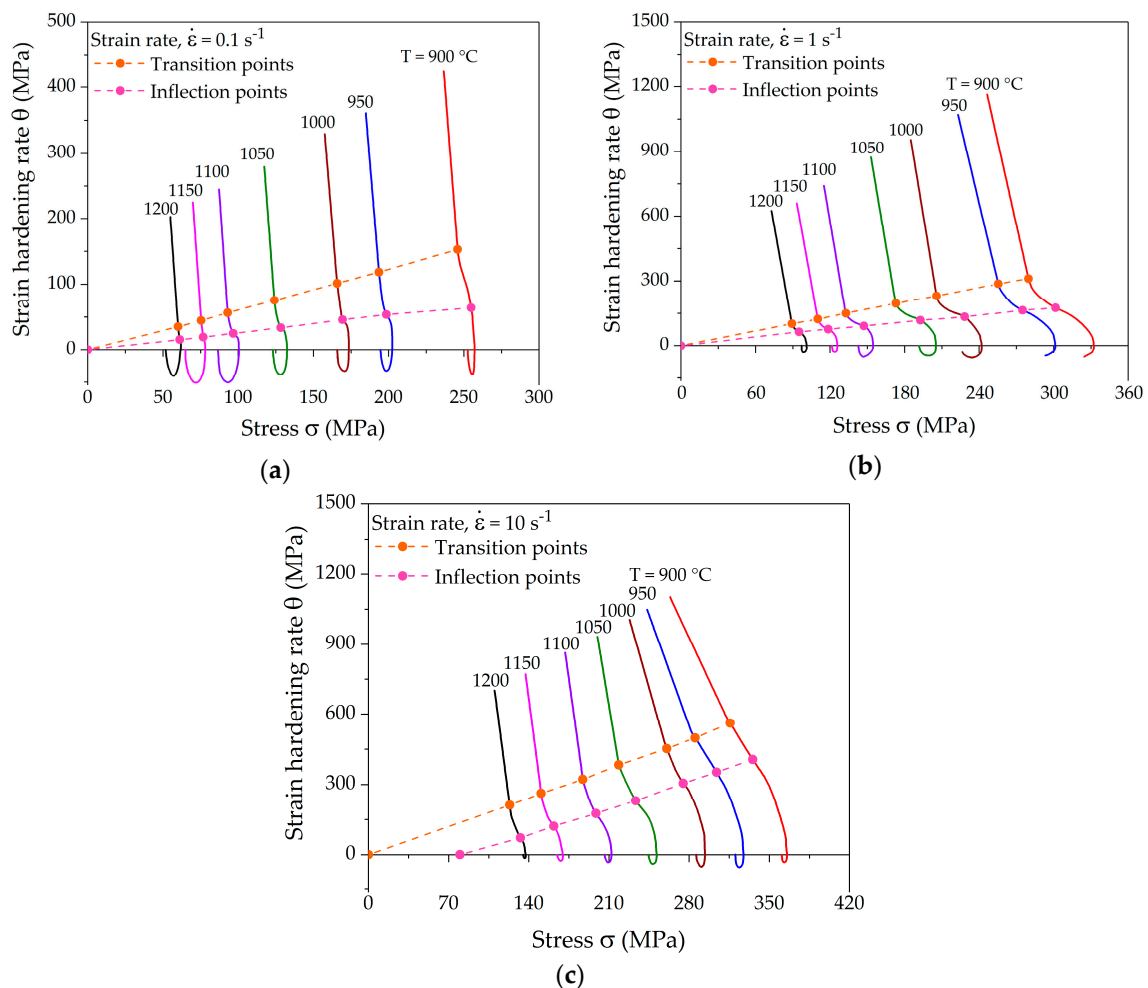 Strain rate, ε̇ = 0.1 s⁻¹
Transition points
Inflection points
T = 900 °C
950
1000
1050
1100
1150
1200
500
400
300
200
100
0
0
50
100
150
200
250
300
Strain hardening rate θ (MPa)
Stress σ (MPa)
(a)
Strain rate, ε̇ = 1 s⁻¹
Transition points
Inflection points
T = 900 °C
950
1000
1050
1100
1150
1200
1500
1200
900
600
300
0
0
60
120
180
240
300
360
Strain hardening rate θ (MPa)
Stress σ (MPa)
(b)
Strain rate, ε̇ = 10 s⁻¹
Transition points
Inflection points
T = 900 °C
950
1000
1050
1100
1150
1200
1500
1200
900
600
300
0
0
70
140
210
280
350
420
Strain hardening rate θ (MPa)
Stress σ (MPa)
(c)